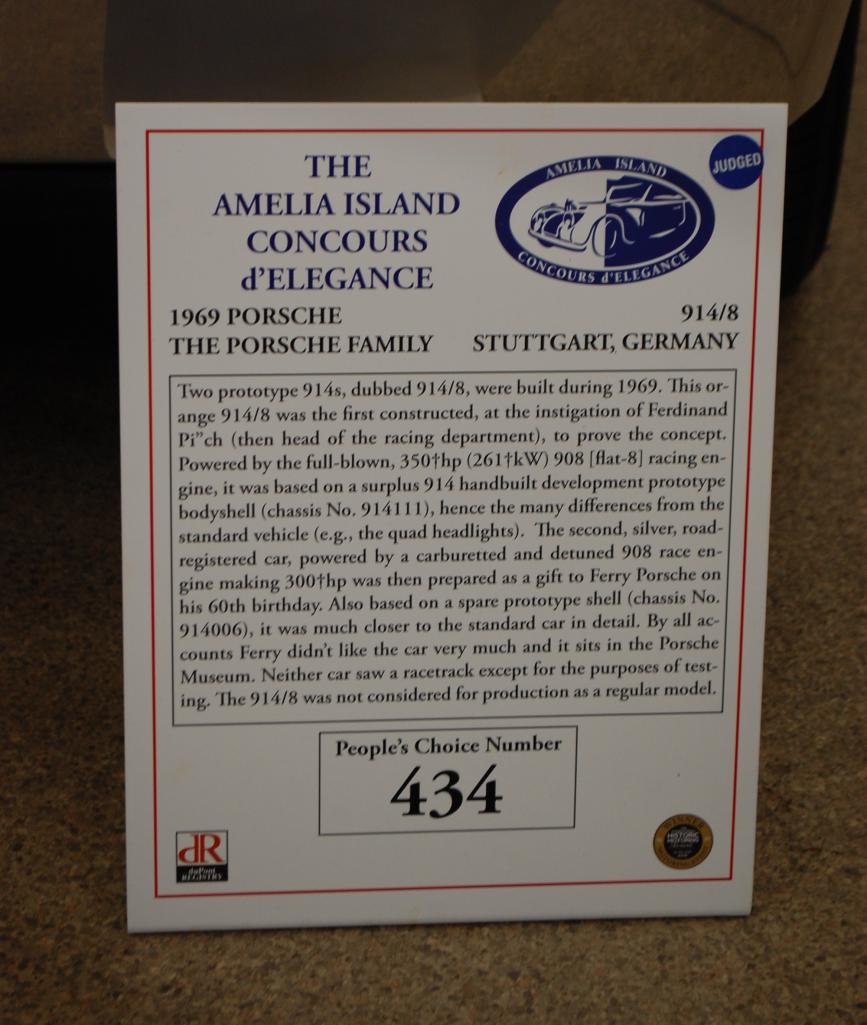 THE
AMELIA ISLAND
CONCOURS
d'ELEGANCE
AMELIA ISLAND
CONCOURS d'ELEGANCE
JUDGED
1969 PORSCHE 914/8
THE PORSCHE FAMILY STUTTGART, GERMANY
Two prototype 914s, dubbed 914/8, were built during 1969. This or-
ange 914/8 was the first constructed, at the instigation of Ferdinand
Pi"ch (then head of the racing department), to prove the concept.
Powered by the full-blown, 350†hp (261†kW) 908 [flat-8] racing en-
gine, it was based on a surplus 914 handbuilt development prototype
bodyshell (chassis No. 914111), hence the many differences from the
standard vehicle (e.g., the quad headlights). The second, silver, road-
registered car, powered by a carburetted and detuned 908 race en-
gine making 300†hp was then prepared as a gift to Ferry Porsche on
his 60th birthday. Also based on a spare prototype shell (chassis No.
914006), it was much closer to the standard car in detail. By all ac-
counts Ferry didn't like the car very much and it sits in the Porsche
Museum. Neither car saw a racetrack except for the purposes of test-
ing. The 914/8 was not considered for production as a regular model.
People's Choice Number
434
dR
duPont
REGISTRY
WINNER
HISTORIC
MOTORING